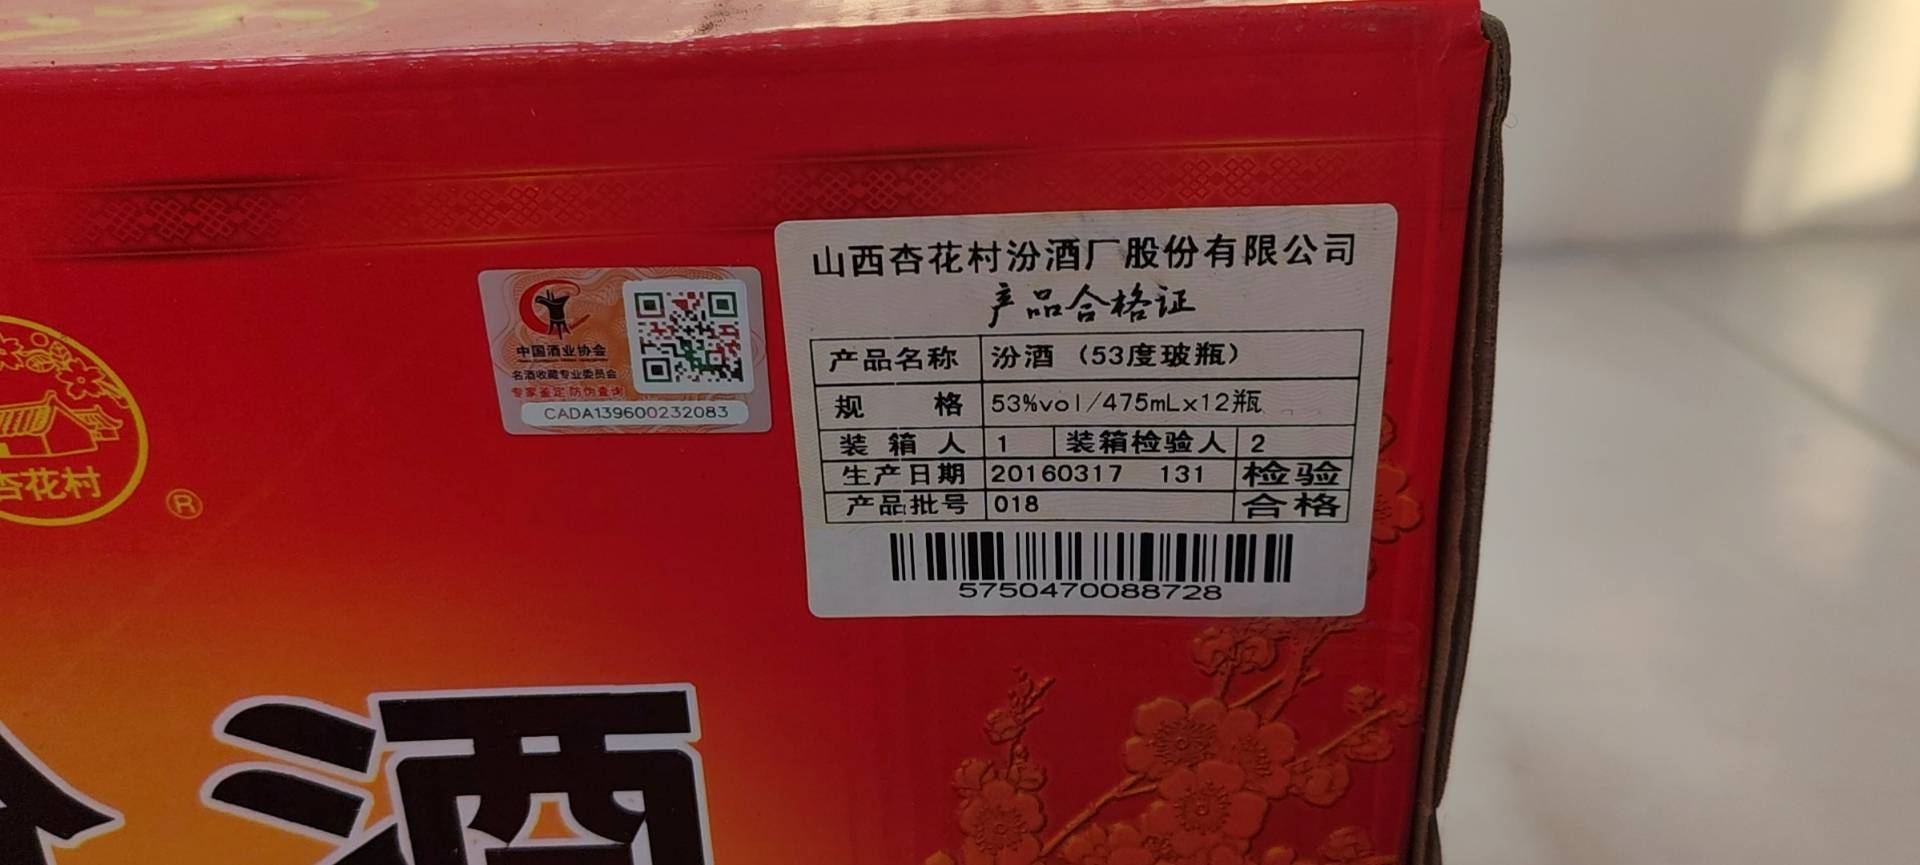 杏花村
®
中国酒业协会
名酒收藏专业委员会
专家鉴定 防伪查询
CADA139600232083
山西杏花村汾酒厂股份有限公司
产品合格证
产品名称 汾酒（53度玻瓶）
规格 53%vol/475mLx12瓶
装箱人 1 装箱检验人 2
生产日期 20160317 131 检验
产品批号 018 合格
5750470088728
汾酒